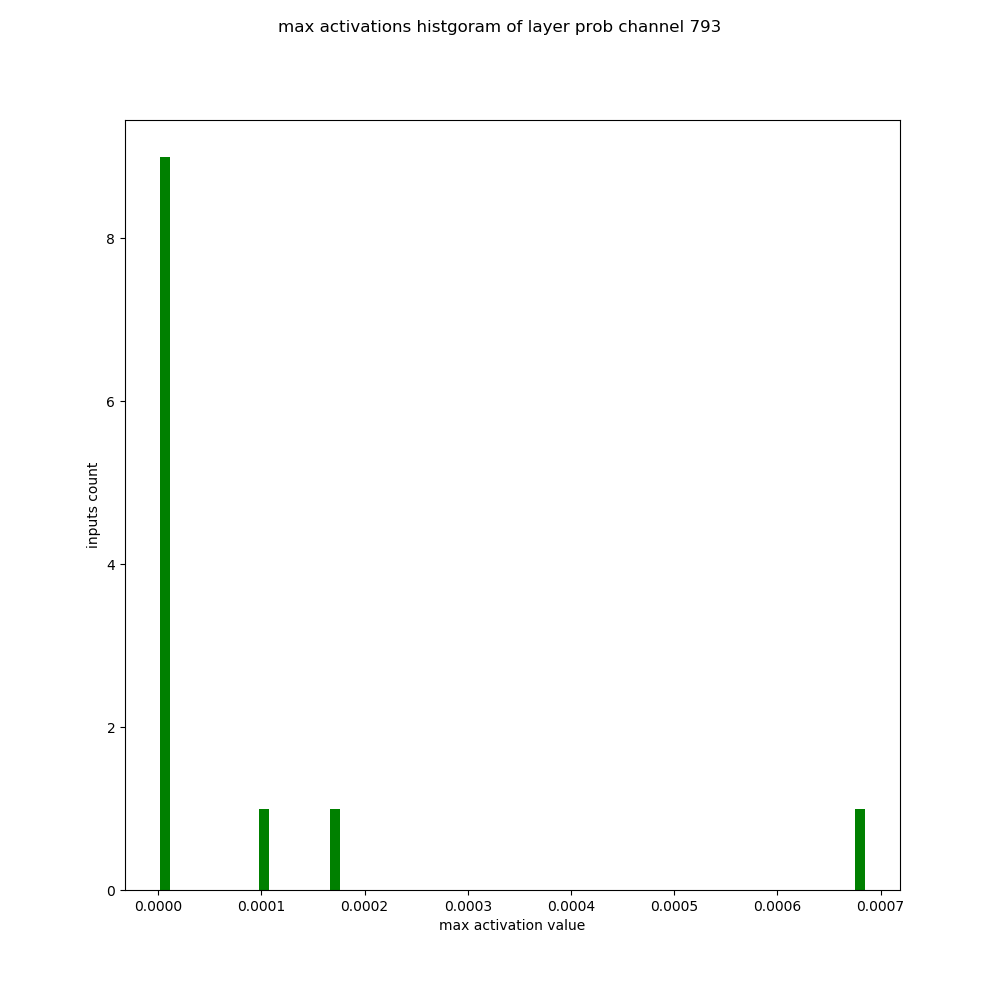 max activations histgoram of layer prob channel 793
8
6
4
2
0
inputs count
0.0000 0.0001 0.0002 0.0003 0.0004 0.0005 0.0006 0.0007
max activation value